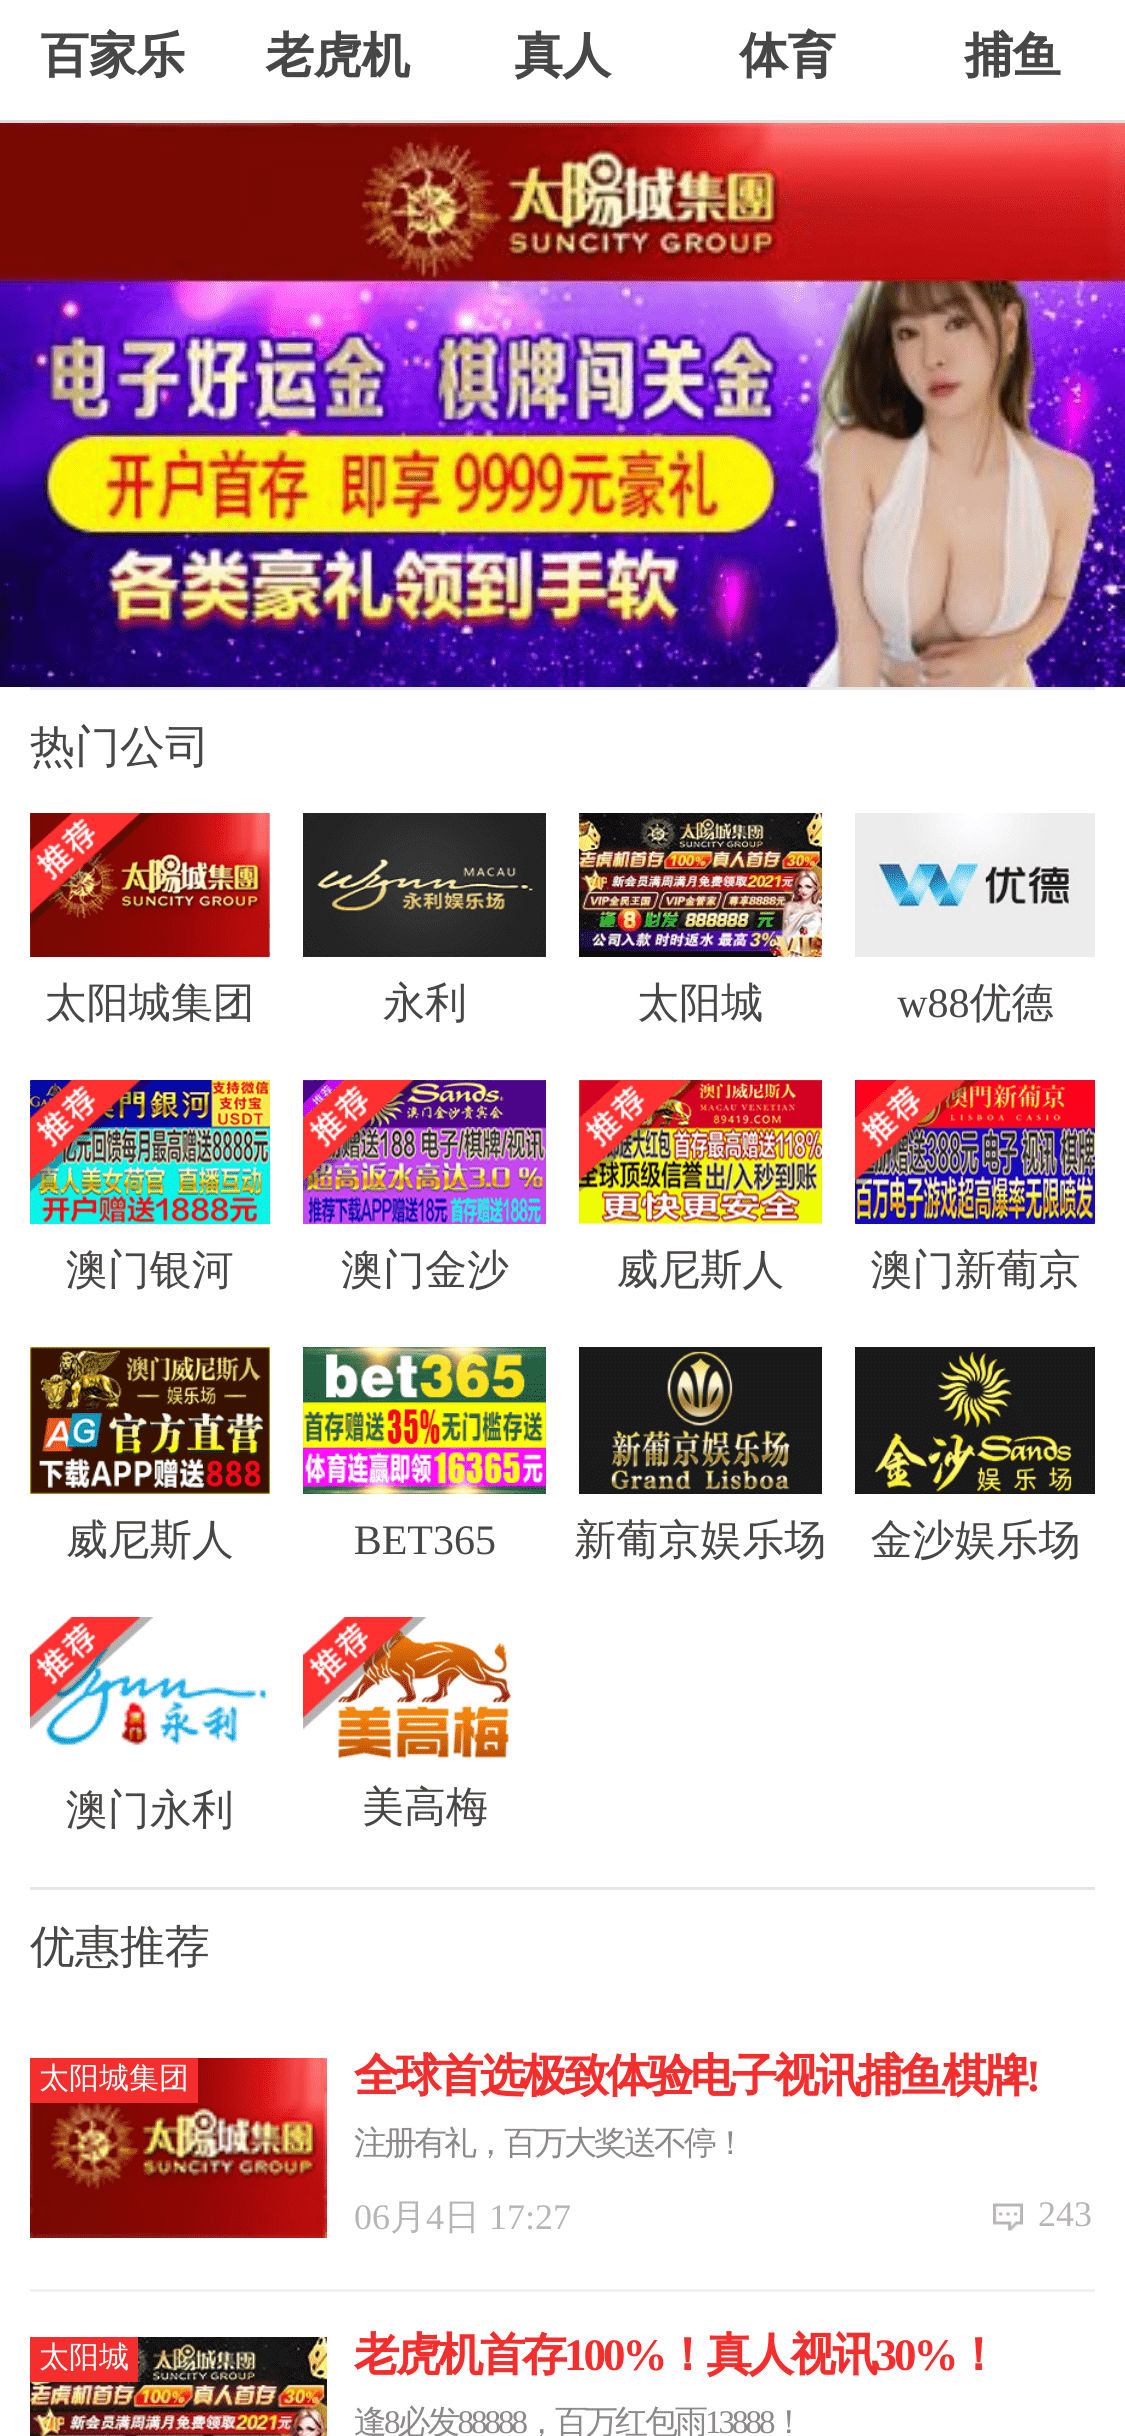 百家乐 老虎机 真人 体育 捕鱼
太陽城集團
SUNCITY GROUP
电子好运金 棋牌闯关金
开户首存 即享 9999元豪礼
各类豪礼领到手软
热门公司
推荐
太陽城集團
SUNCITY GROUP
太阳城集团
wynn MACAU
永利娱乐场
永利
太陽城集團
SUNCITY GROUP
老虎机首存100% 真人首存30%
VIP 新会员满周满月免费领取2021元
VIP全民王国 VIP金管家 尊享8888元
逢8必发 888888 元
公司入款 时时返水 最高3%
太阳城
W 优德
w88优德
推荐
門銀河
支持微信
支付宝
USDT
亿元回馈每月最高赠送8888元
真人美女荷官 直播互动
开户赠送1888元
澳门银河
推荐
推荐
Sands
澳门金沙贵宾会
赠送188 电子/棋牌/视讯
超高返水高达3.0 %
推荐下载APP赠送18元 首存赠送188元
澳门金沙
推荐
澳门威尼斯人
MACAU VENETIAN
89419.COM
送大红包 首存最高赠送118%
全球顶级信誉 出/入秒到账
更快更安全
威尼斯人
推荐
澳門新葡京
LISBOA CASIO
赠送388元 电子 视讯 棋牌
百万电子游戏超高爆率无限喷发
澳门新葡京
澳门威尼斯人
娱乐场
AG 官方直营
下载APP赠送888
威尼斯人
bet365
首存赠送35%无门槛存送
体育连赢即领16365元
BET365
新葡京娱乐场
Grand Lisboa
新葡京娱乐场
金沙 Sands
娱乐场
金沙娱乐场
推荐
永利
澳门永利
推荐
美高梅
美高梅
优惠推荐
太阳城集团
太陽城集團
SUNCITY GROUP
全球首选极致体验电子视讯捕鱼棋牌!
注册有礼，百万大奖送不停！
06月4日 17:27
243
太阳城
太陽城集團
SUNCITY GROUP
老虎机首存100% 真人首存30%
VIP 新会员满周满月免费领取2021元
老虎机首存100%！真人视讯30%！
逢8必发88888，百万红包雨13888！